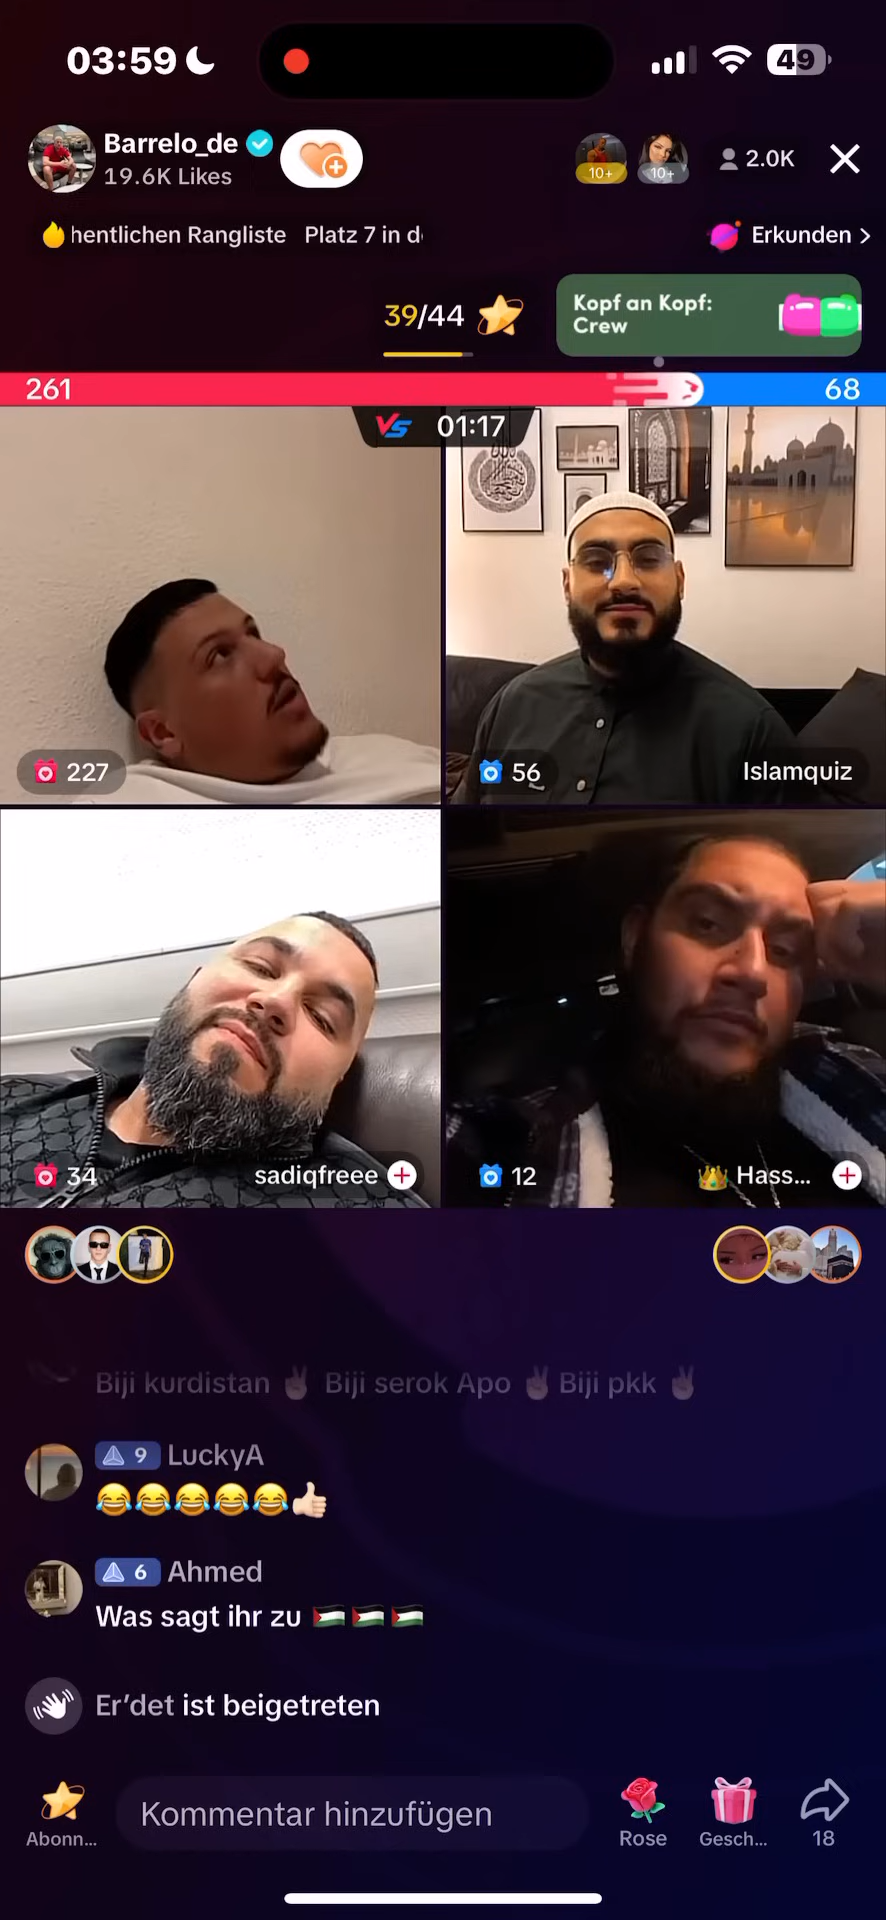 03:59
49
Barrelo_de
19.6K Likes
10+
10+
2.0K
hentlichen Rangliste Platz 7 in d
Erkunden >
39/44
Kopf an Kopf:
Crew
261
68
VS 01:17
227
56
Islamquiz
34
sadiqfreee
12
Hass...
Biji kurdistan ✌️ Biji serok Apo ✌️ Biji pkk ✌️
9 LuckyA
😂😂😂😂😂👍🏻
6 Ahmed
Was sagt ihr zu 🇵🇸🇵🇸🇵🇸
Er'det ist beigetreten
Kommentar hinzufügen
Abonn...
Rose
Gesch...
18